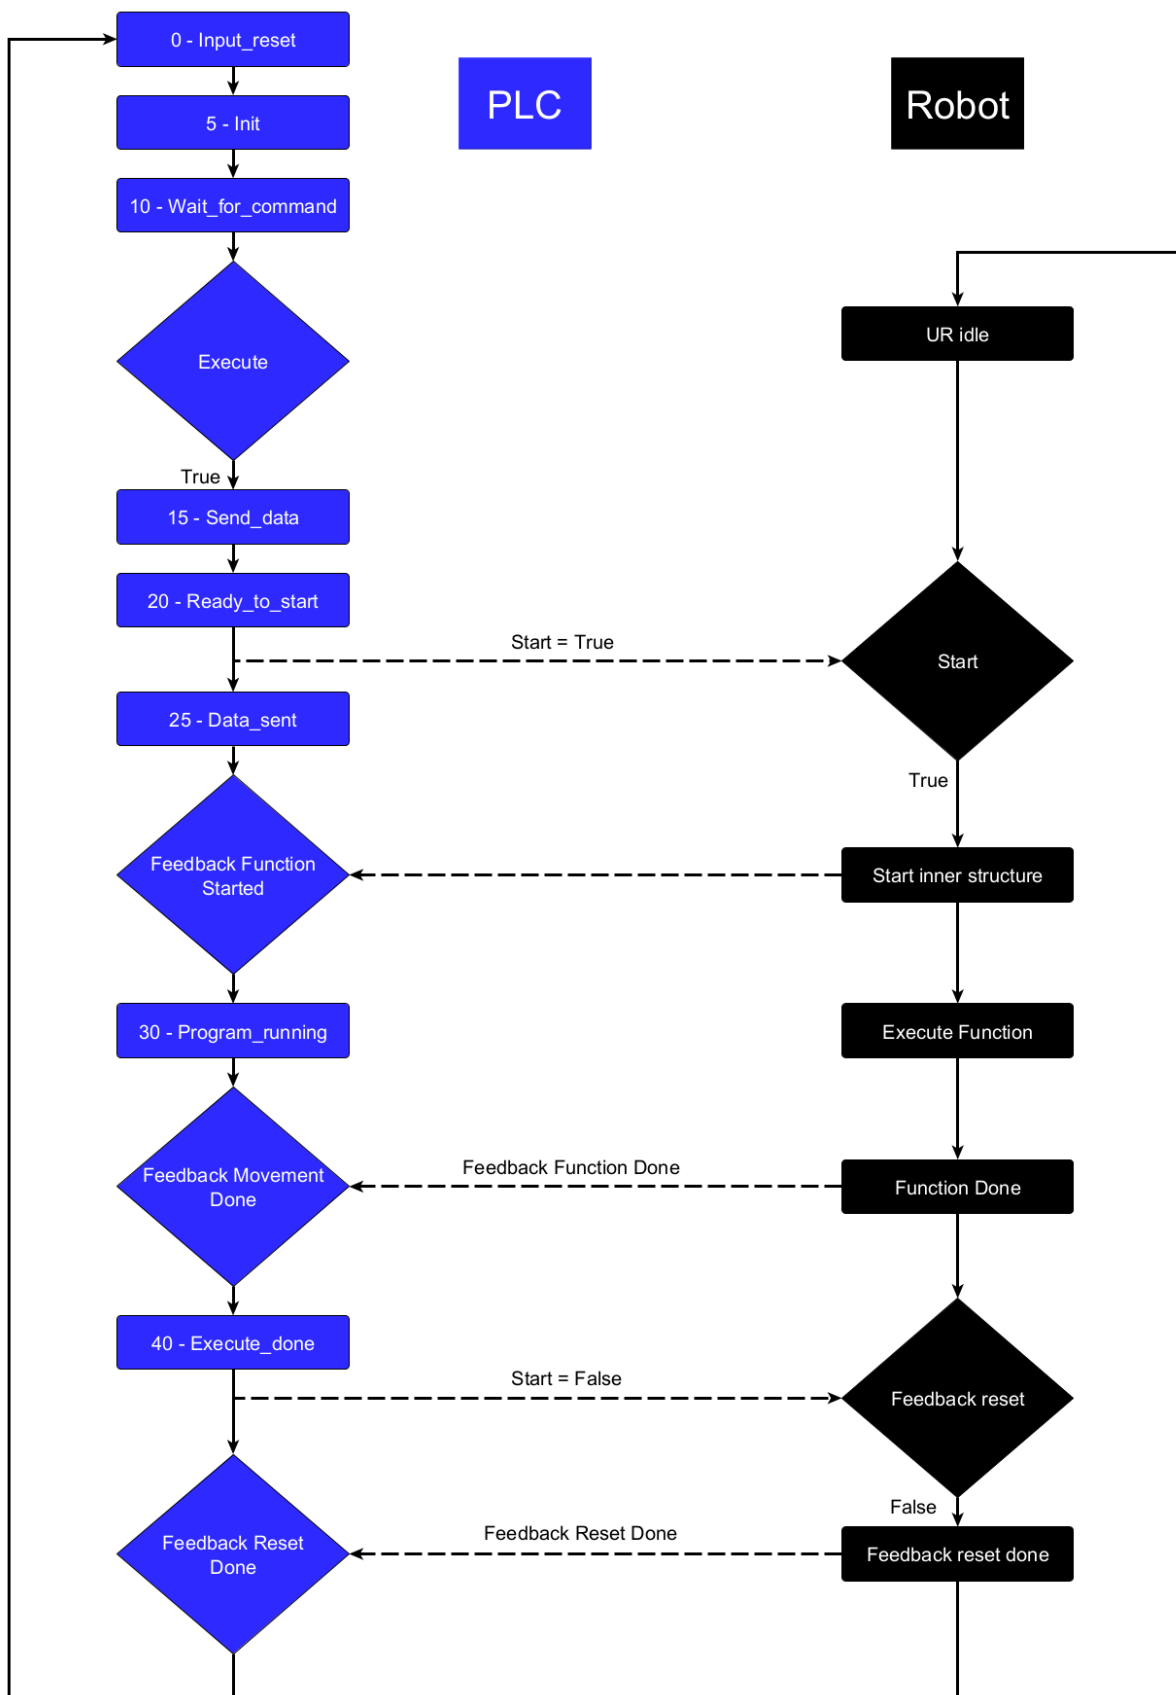 0 - Input_reset
PLC
Robot
5 - Init
10 - Wait_for_command
UR idle
Execute
True
15 - Send_data
20 - Ready_to_start
Start = True
Start
25 - Data_sent
True
Feedback Function
Started
Start inner structure
30 - Program_running
Execute Function
Feedback Movement
Done
Feedback Function Done
Function Done
40 - Execute_done
Start = False
Feedback reset
False
Feedback Reset
Done
Feedback Reset Done
Feedback reset done